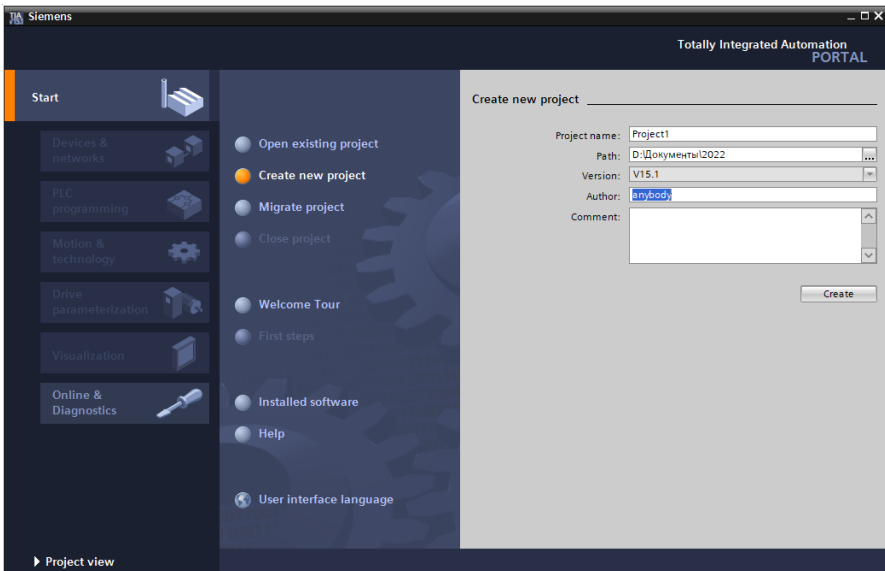 Siemens
Totally Integrated Automation
PORTAL
Start
Devices &
networks
PLC
programming
Motion &
technology
Drive
parameterization
Visualization
Online &
Diagnostics
Project view
Open existing project
Create new project
Migrate project
Close project
Welcome Tour
First steps
Installed software
Help
User interface language
Create new project
Project name: Project1
Path: D:\Документы\2022 ...
Version: V15.1
Author: anybody
Comment:
Create